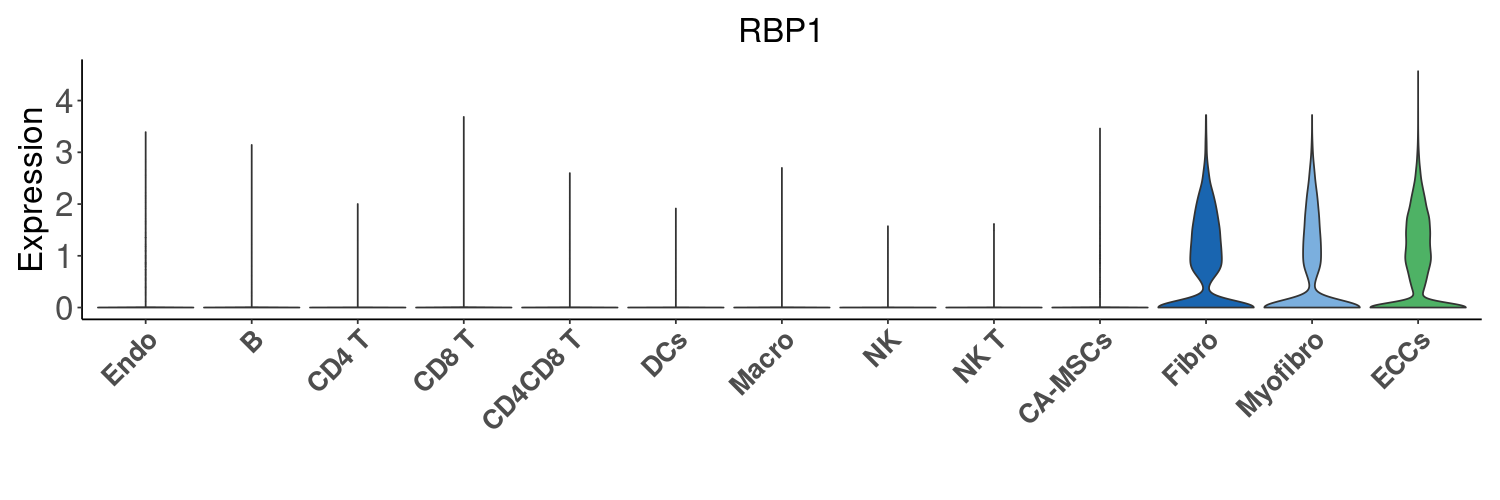 RBP1
Expression
4
3
2
1
0
Endo
B
CD4 T
CD8 T
CD4CD8 T
DCs
Macro
NK
NK T
CA-MSCs
Fibro
Myofibro
ECCs